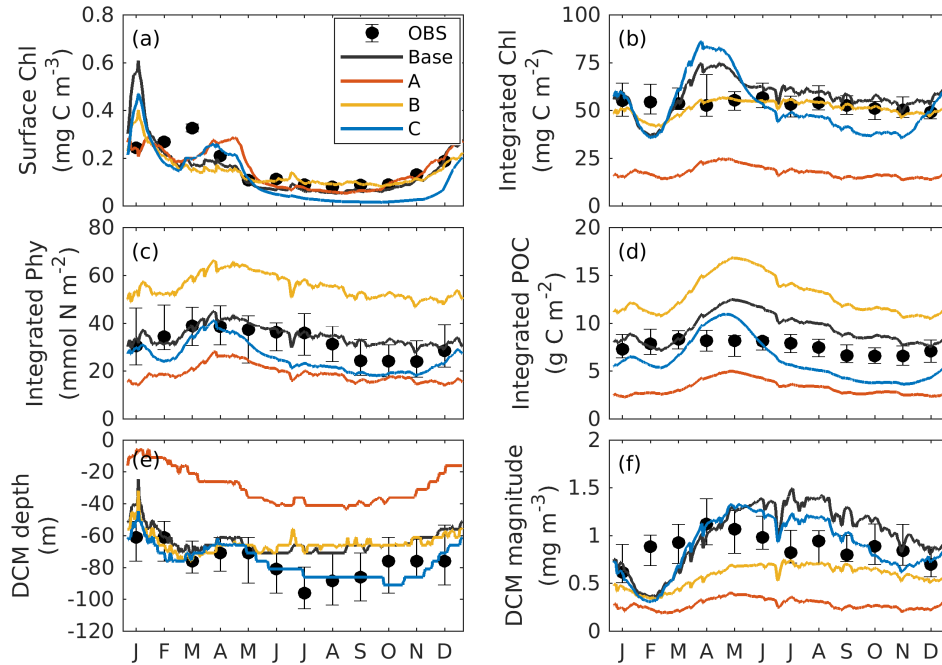 0.8
0.6
0.4
0.2
0
Surface Chl
(mg C m-3)
(a)
OBS
Base
A
B
C
100
75
50
25
0
Integrated Chl
(mg C m-2)
(b)
80
60
40
20
0
Integrated Phy
(mmol N m-2)
(c)
20
15
10
5
0
Integrated POC
(g C m-2)
(d)
0
-20
-40
-60
-80
-100
-120
DCM depth
(m)
(e)
J F M A M J J A S O N D
2
1.5
1
0.5
0
DCM magnitude
(mg m-3)
(f)
J F M A M J J A S O N D